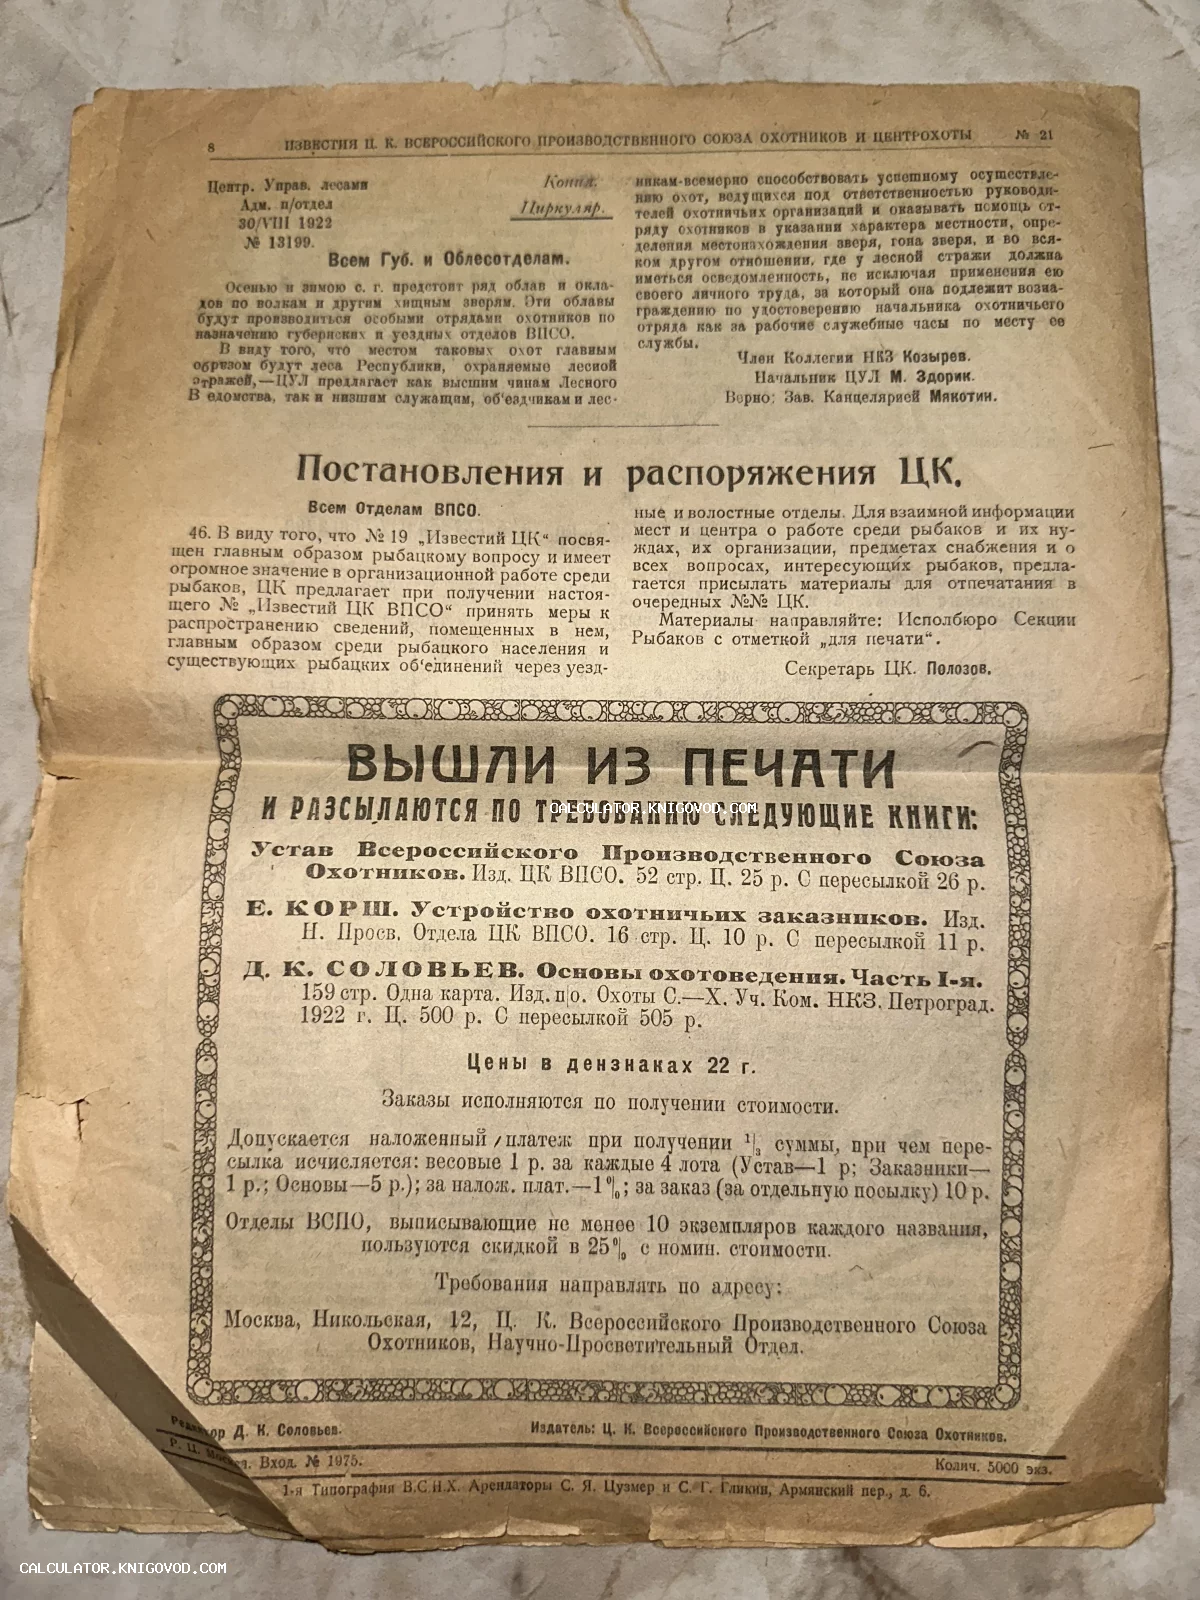 8 ИЗВЕСТИЯ Ц. К. ВСЕРОССИЙСКОГО ПРОИЗВОДСТВЕННОГО СОЮЗА ОХОТНИКОВ И ЦЕНТРОХОТЫ № 21
Центр. Управ. лесами
Адм. п/отдел
30/VIII 1922
№ 13199.
Копия.
Циркуляр.
Всем Губ. и Облесотделам.
Осенью и зимою с. г. предстоит ряд облав и окла-
дов по волкам и другим хищным зверям. Эти облавы
будут производиться особыми отрядами охотников по
назначению губернских и уездных отделов ВПСО.
В виду того, что местом таковых охот главным
образом будут леса Республики, охраняемые лесной
стражей,—ЦУЛ предлагает как высшим чинам Лесного
В едомства, так и низшим служащим, об'ездчикам и лес-
никам-всемерно способствовать успешному осуществле-
нию охот, ведущихся под ответственностью руководи-
телей охотничьих организаций и оказывать помощь от-
ряду охотников в указании характера местности, опре-
деления местонахождения зверя, гона зверя, и во вся-
ком другом отношении, где у лесной стражи должна
иметься осведомленность, не исключая применения ею
своего личного труда, за который она подлежит возна-
граждению по удостоверению начальника охотничьего
отряда как за рабочие служебные часы по месту ее
службы.
Член Коллегии НКЗ Козырев.
Начальник ЦУЛ М. Здорик.
Верно: Зав. Канцелярией Мякотин.
Постановления и распоряжения ЦК.
Всем Отделам ВПСО.
46. В виду того, что № 19 „Известий ЦК“ посвя-
щен главным образом рыбацкому вопросу и имеет
огромное значение в организационной работе среди
рыбаков, ЦК предлагает при получении настоя-
щего № „Известий ЦК ВПСО“ принять меры к
распространению сведений, помещенных в нем,
главным образом среди рыбацкого населения и
существующих рыбацких об'единений через уезд-
ные и волостные отделы. Для взаимной информации
мест и центра о работе среди рыбаков и их ну-
ждах, их организации, предметах снабжения и о
всех вопросах, интересующих рыбаков, предла-
гается присылать материалы для отпечатания в
очередных №№ ЦК.
Материалы направляйте: Исполбюро Секции
Рыбаков с отметкой „для печати“.
Секретарь ЦК. Полозов.
ВЫШЛИ ИЗ ПЕЧАТИ
И РАЗСЫЛАЮТСЯ ПО ТРЕБОВАНИЮ СЛЕДУЮЩИЕ КНИГИ:
CALCULATOR.KNIGOVOD.COM
Устав Всероссийского Производственного Союза
Охотников. Изд. ЦК ВПСО. 52 стр. Ц. 25 р. С пересылкой 26 р.
Е. КОРШ. Устройство охотничьих заказников. Изд.
Н. Просв. Отдела ЦК ВПСО. 16 стр. Ц. 10 р. С пересылкой 11 р.
Д. К. СОЛОВЬЕВ. Основы охотоведения. Часть I-я.
159 стр. Одна карта. Изд. п|о. Охоты С.—Х. Уч. Ком. НКЗ. Петроград.
1922 г. Ц. 500 р. С пересылкой 505 р.
Цены в дензнаках 22 г.
Заказы исполняются по получении стоимости.
Допускается наложенный платеж при получении 1/3 суммы, при чем пере-
сылка исчисляется: весовые 1 р. за каждые 4 лота (Устав—1 р; Заказники—
1 р.; Основы—5 р.); за налож. плат.—1%; за заказ (за отдельную посылку) 10 р.
Отделы ВСПО, выписывающие не менее 10 экземпляров каждого названия,
пользуются скидкой в 25% с номин. стоимости.
Требования направлять по адресу:
Москва, Никольская, 12, Ц. К. Всероссийского Производственного Союза
Охотников, Научно-Просветительный Отдел.
Редактор Д. К. Соловьев. Издатель: Ц. К. Всероссийского Производственного Союза Охотников.
Р. Ц. Москва. Вход. № 1975. Колич. 5000 экз.
1-я Типография В.С.Н.Х. Арендаторы С. Я. Цузмер и С. Г. Гликин, Армянский пер., д. 6.
CALCULATOR.KNIGOVOD.COM
CALCULATOR.KNIGOVOD.COM